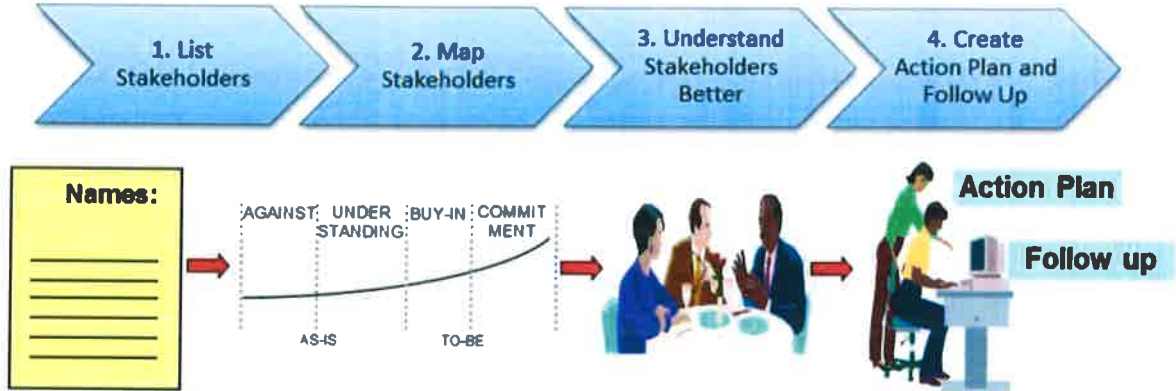 1. List
Stakeholders
2. Map
Stakeholders
3. Understand
Stakeholders
Better
4. Create
Action Plan and
Follow Up
Names:
AGAINST
UNDER
STANDING
BUY-IN
COMMIT
MENT
AS-IS
TO-BE
Action Plan
Follow up